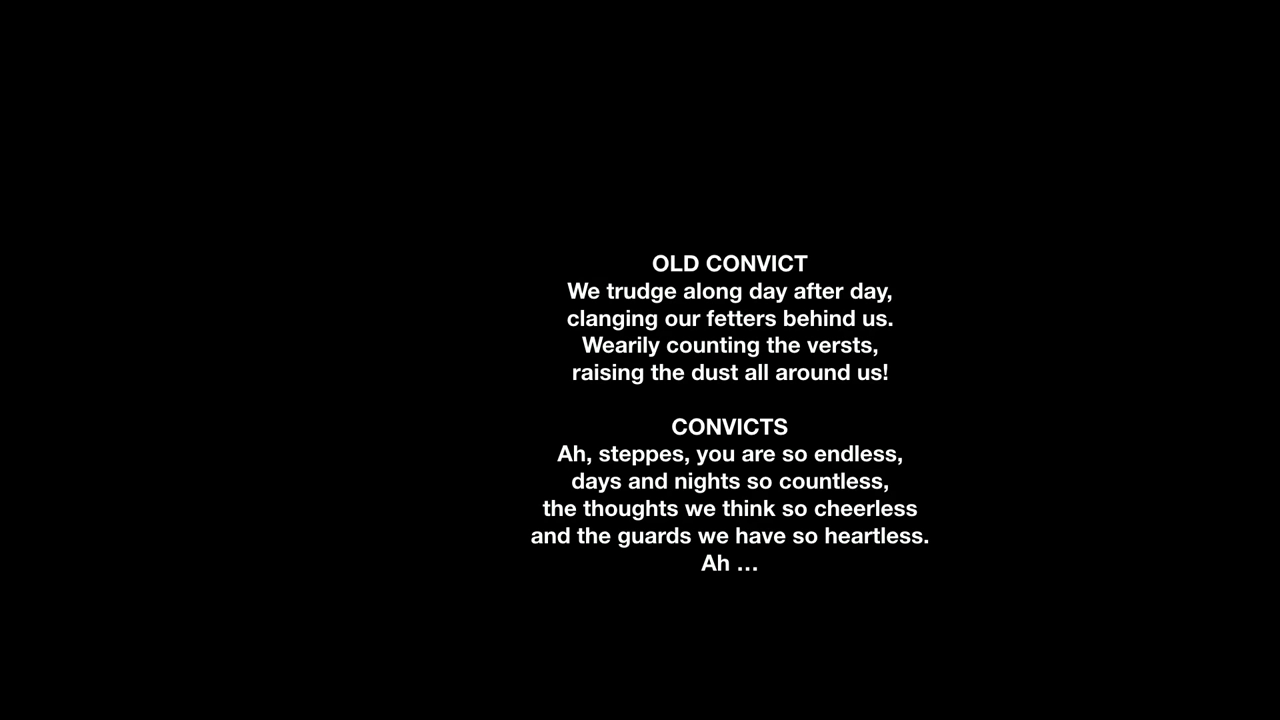 OLD CONVICT
We trudge along day after day,
clanging our fetters behind us.
Wearily counting the versts,
raising the dust all around us!
CONVICTS
Ah, steppes, you are so endless,
days and nights so countless,
the thoughts we think so cheerless
and the guards we have so heartless.
Ah …